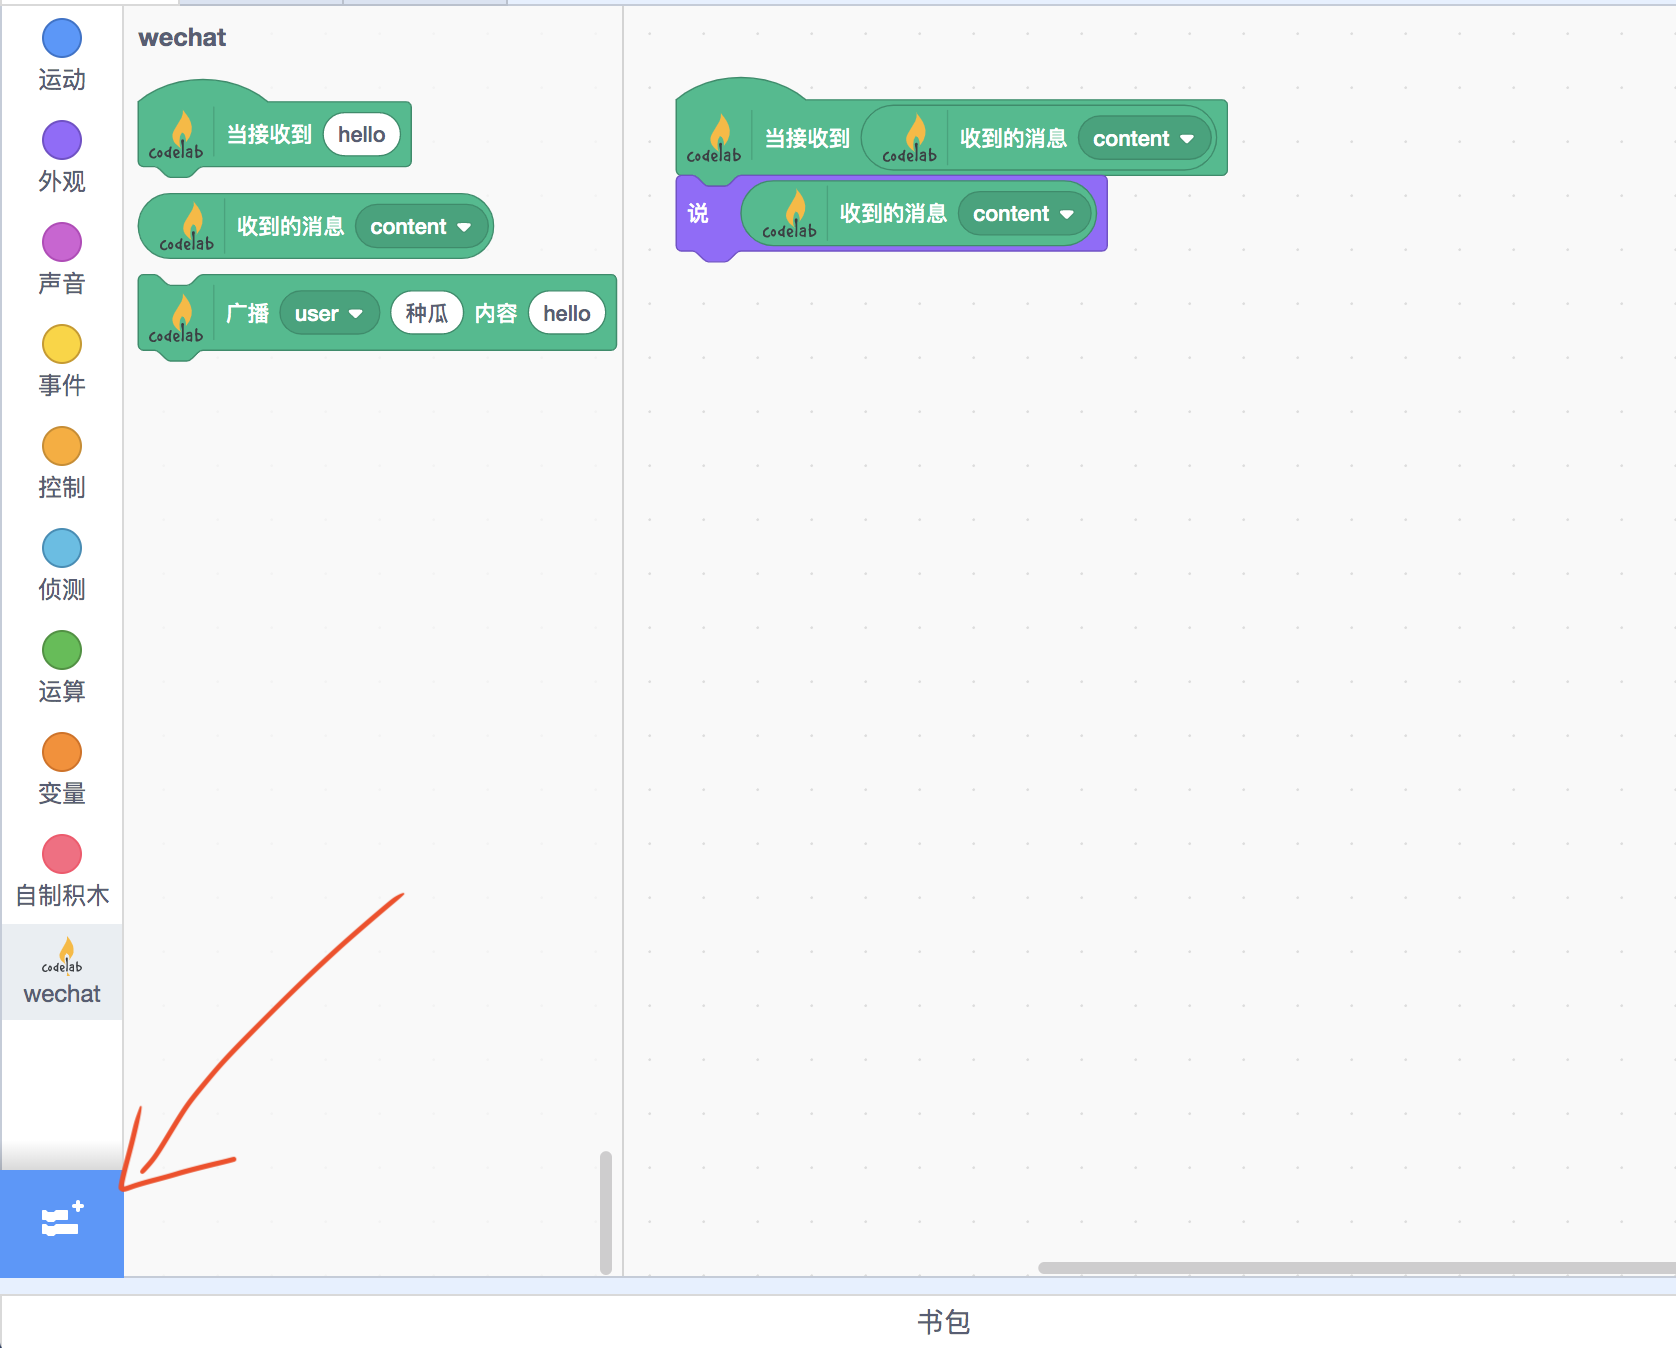 运动
外观
声音
事件
控制
侦测
运算
变量
自制积木
codelab
wechat
wechat
codelab 当接收到 hello
codelab 收到的消息 content
codelab 广播 user 种瓜 内容 hello
codelab 当接收到 codelab 收到的消息 content
说 codelab 收到的消息 content
书包